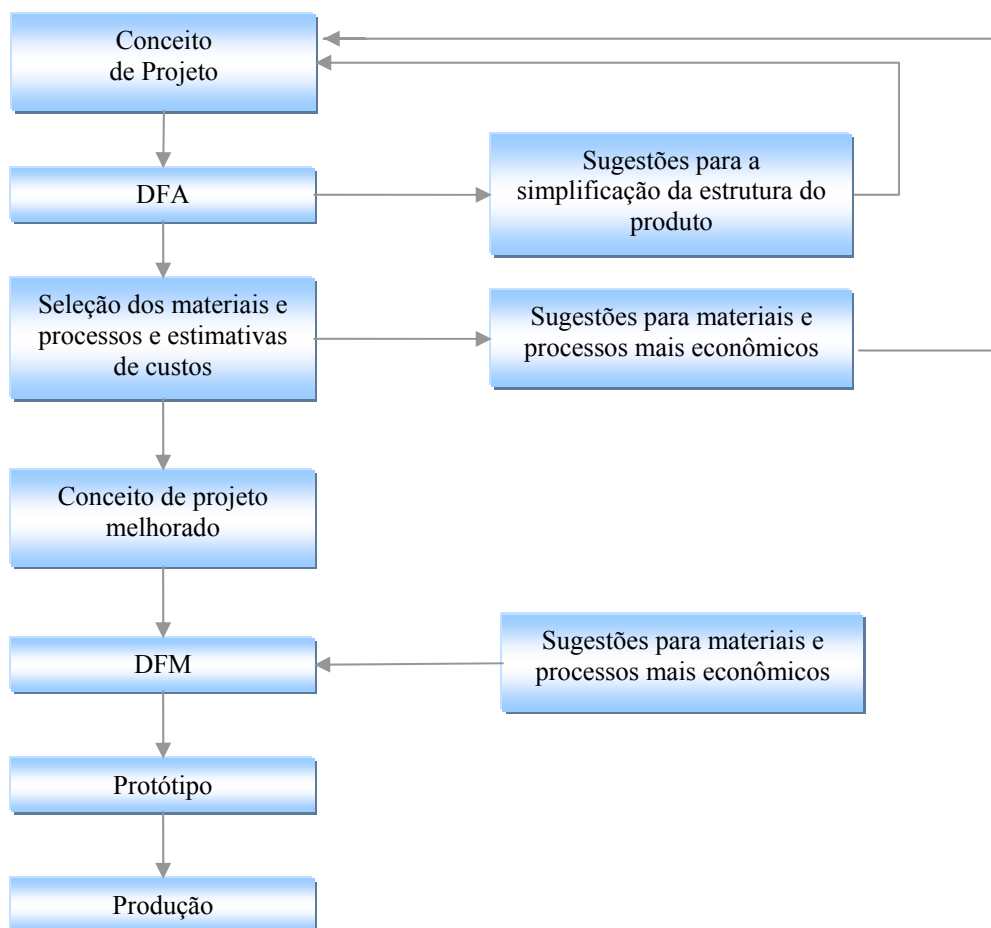 Conceito
de Projeto
DFA
Sugestões para a
simplificação da estrutura do
produto
Seleção dos materiais e
processos e estimativas
de custos
Sugestões para materiais e
processos mais econômicos
Conceito de projeto
melhorado
DFM
Sugestões para materiais e
processos mais econômicos
Protótipo
Produção